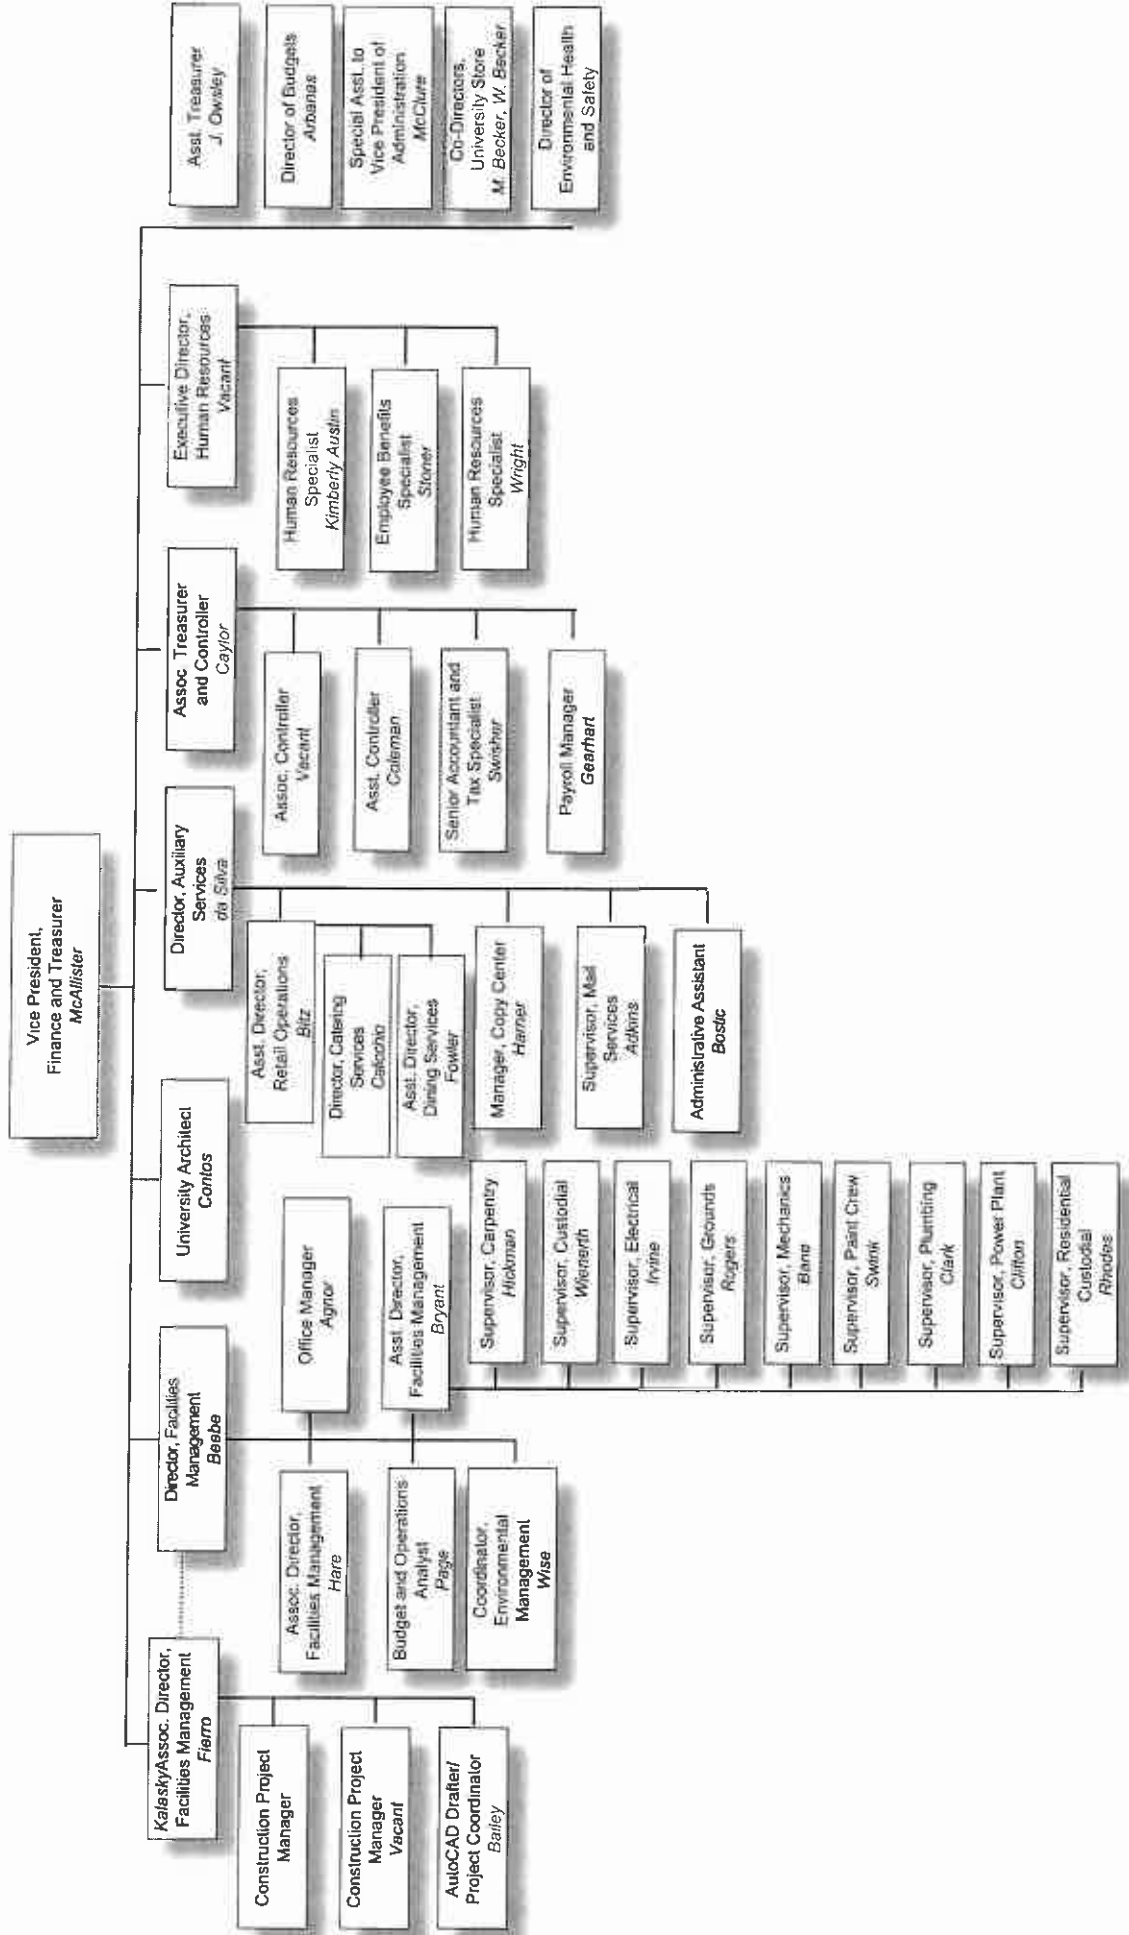 Vice President,
Finance and Treasurer
McAllister
KalaskyAssoc. Director,
Facilities Management
Fierro
Construction Project
Manager
Construction Project
Manager
Vacant
AutoCAD Drafter/
Project Coordinator
Bailey
Director, Facilities
Management
Beebe
Assoc. Director,
Facilities Management
Hare
Office Manager
Agnor
Budget and Operations
Analyst
Page
Asst. Director,
Facilities Management
Bryant
Coordinator,
Environmental
Management
Wise
Supervisor, Carpentry
Hickman
Supervisor, Custodial
Wienerth
Supervisor, Electrical
Irvine
Supervisor, Grounds
Rogers
Supervisor, Mechanics
Bane
Supervisor, Paint Crew
Swink
Supervisor, Plumbing
Clark
Supervisor, Power Plant
Clifton
Supervisor, Residential
Custodial
Rhodes
University Architect
Contos
Director, Auxiliary
Services
da Silva
Asst. Director,
Retail Operations
Bitz
Director, Catering
Services
Calicchio
Asst. Director,
Dining Services
Fowler
Manager, Copy Center
Harner
Supervisor, Mail
Services
Adkins
Administrative Assistant
Bostic
Assoc Treasurer
and Controller
Caylor
Assoc. Controller
Vacant
Asst. Controller
Coleman
Senior Accountant and
Tax Specialist
Swisher
Payroll Manager
Gearhart
Executive Director,
Human Resources
Vacant
Human Resources
Specialist
Kimberly Austin
Employee Benefits
Specialist
Stoner
Human Resources
Specialist
Wright
Asst. Treasurer
J. Owsley
Director of Budgets
Arbanas
Special Asst. to
Vice President of
Administration
McClure
Co-Directors,
University Store
M. Becker, W. Becker
Director of
Environmental Health
and Safety